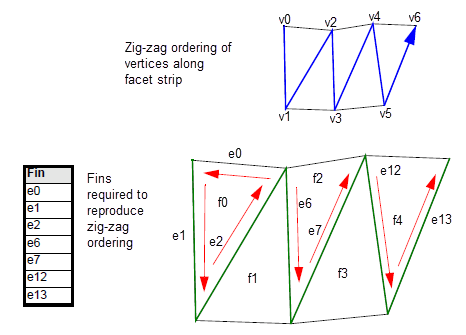 v0
v2
v4
v6
Zig-zag ordering of
vertices along
facet strip
v1
v3
v5
Fin
e0
e1
e2
e6
e7
e12
e13
Fins
required to
reproduce
zig-zag
ordering
e0
f2
e12
f0
e6
e1
e2
e7
f4
e13
f1
f3